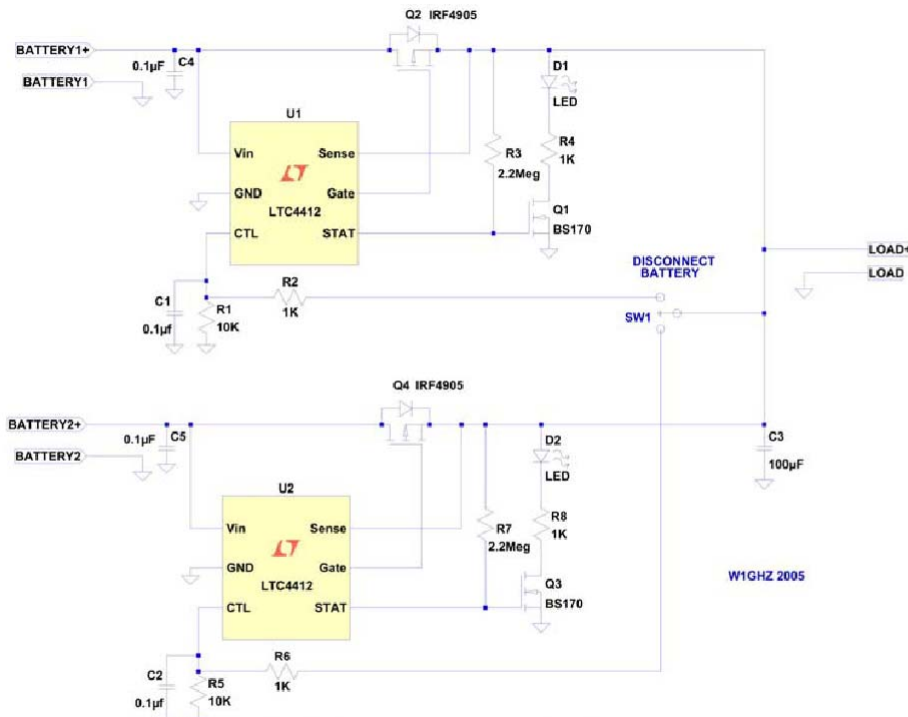 Q2 IRF4905
BATTERY1+
0.1µF
C4
BATTERY1
D1
LED
U1
Vin
Sense
R4
1K
R3
2.2Meg
GND
Gate
LTC4412
Q1
BS170
CTL
STAT
LOAD+
DISCONNECT
BATTERY
LOAD
R2
1K
C1
0.1µf
R1
10K
SW1
Q4 IRF4905
BATTERY2+
0.1µF
C5
BATTERY2
D2
LED
C3
100µF
U2
Vin
Sense
R8
1K
R7
2.2Meg
GND
Gate
LTC4412
Q3
BS170
W1GHZ 2005
CTL
STAT
R6
1K
C2
0.1µf
R5
10K